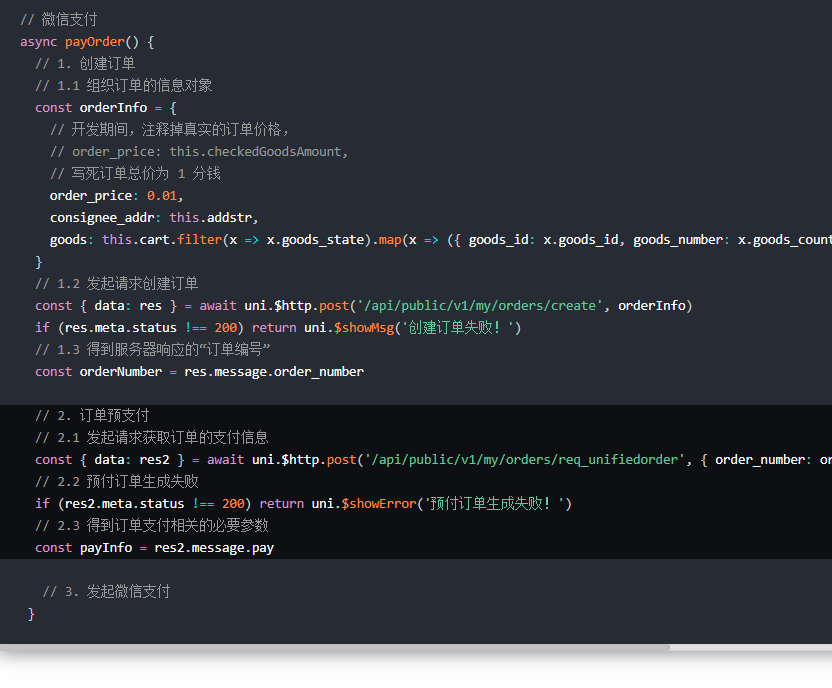 // 微信支付
async payOrder() {
// 1. 创建订单
// 1.1 组织订单的信息对象
const orderInfo = {
// 开发期间，注释掉真实的订单价格，
// order_price: this.checkedGoodsAmount,
// 写死订单总价为 1 分钱
order_price: 0.01,
consignee_addr: this.addstr,
goods: this.cart.filter(x => x.goods_state).map(x => ({ goods_id: x.goods_id, goods_number: x.goods_count
}
// 1.2 发起请求创建订单
const { data: res } = await uni.$http.post('/api/public/v1/my/orders/create', orderInfo)
if (res.meta.status !== 200) return uni.$showMsg('创建订单失败！')
// 1.3 得到服务器响应的“订单编号”
const orderNumber = res.message.order_number
// 2. 订单预支付
// 2.1 发起请求获取订单的支付信息
const { data: res2 } = await uni.$http.post('/api/public/v1/my/orders/req_unifiedorder', { order_number: or
// 2.2 预付订单生成失败
if (res2.meta.status !== 200) return uni.$showError('预付订单生成失败！')
// 2.3 得到订单支付相关的必要参数
const payInfo = res2.message.pay
// 3. 发起微信支付
}